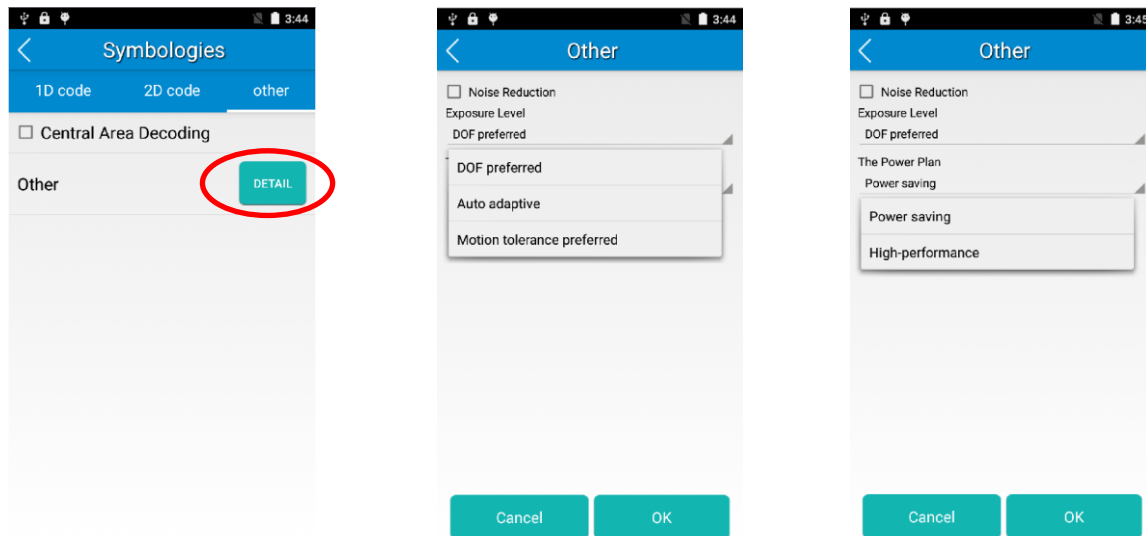 3:44
Symbologies
1D code 2D code other
Central Area Decoding
Other DETAIL
3:44
Other
Noise Reduction
Exposure Level
DOF preferred
DOF preferred
Auto adaptive
Motion tolerance preferred
Cancel OK
3:45
Other
Noise Reduction
Exposure Level
DOF preferred
The Power Plan
Power saving
Power saving
High-performance
Cancel OK